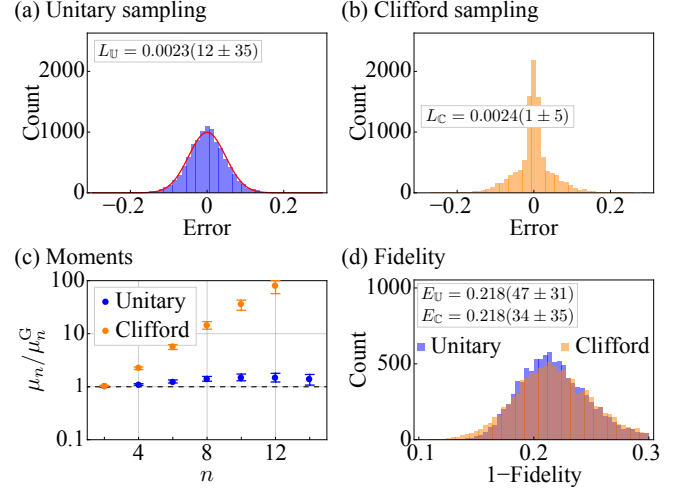 (a) Unitary sampling
L_𝕌 = 0.0023(12 ± 35)
Count
2000
1000
0
−0.2
0
0.2
Error
(b) Clifford sampling
L_ℂ = 0.0024(1 ± 5)
Count
2000
1000
0
−0.2
0
0.2
Error
(c) Moments
μ_n/μ_n^G
100
10
1
0.1
Unitary
Clifford
4
8
12
n
(d) Fidelity
E_𝕌 = 0.218(47 ± 31)
E_ℂ = 0.218(34 ± 35)
Unitary
Clifford
Count
1000
500
0
0.1
0.2
0.3
1−Fidelity